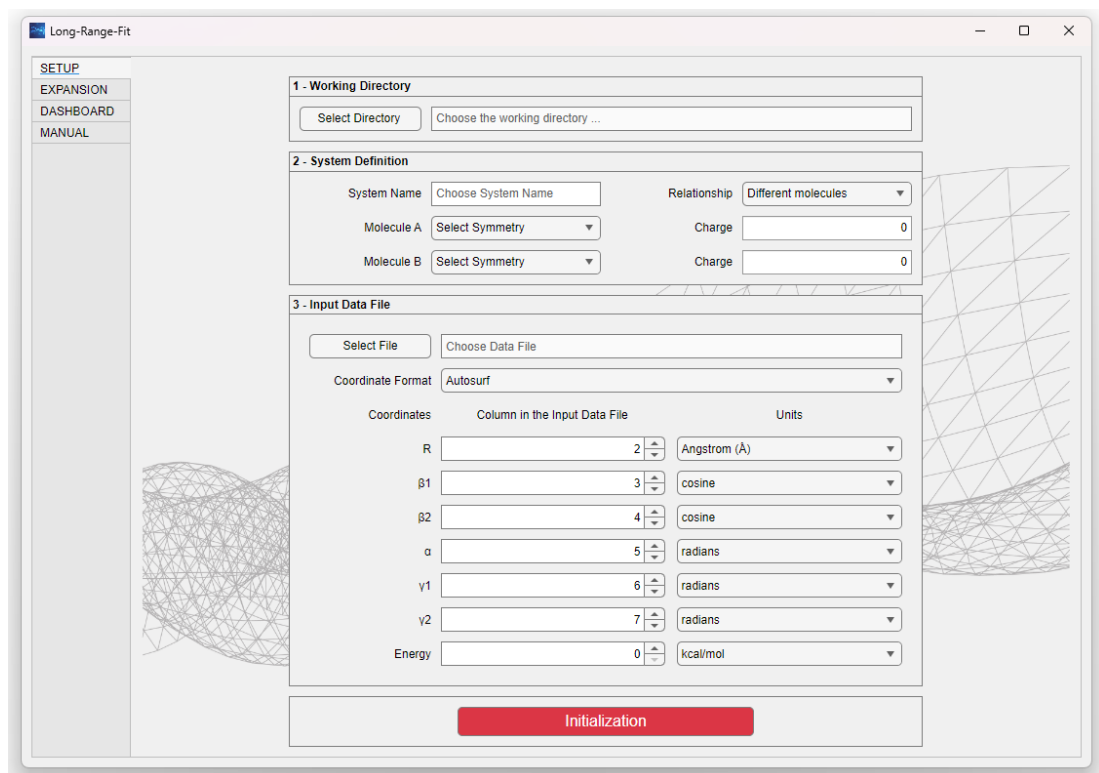 Long-Range-Fit
SETUP
EXPANSION
DASHBOARD
MANUAL
1 - Working Directory
Select Directory Choose the working directory ...
2 - System Definition
System Name Choose System Name Relationship Different molecules
Molecule A Select Symmetry Charge 0
Molecule B Select Symmetry Charge 0
3 - Input Data File
Select File Choose Data File
Coordinate Format Autosurf
Coordinates Column in the Input Data File Units
R 2 Angstrom (Å)
β1 3 cosine
β2 4 cosine
α 5 radians
γ1 6 radians
γ2 7 radians
Energy 0 kcal/mol
Initialization